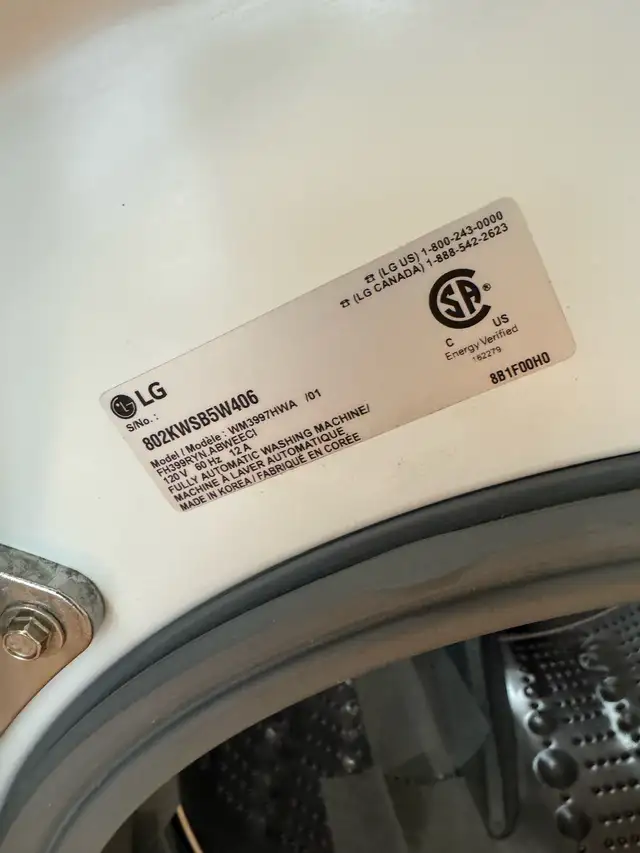 ☎ (LG US) 1-800-243-0000
☎ (LG CANADA) 1-888-542-2623
SA®
C US
Energy Verified
182279
LG
S/No. :
802KWSB5W406
Model / Modèle : WM3997HWA /01
FH399RYN.ABWEECI
120 V 60 Hz 12 A
FULLY AUTOMATIC WASHING MACHINE/
MACHINE À LAVER AUTOMATIQUE
MADE IN KOREA / FABRIQUÉ EN CORÉE
8B1F00H0